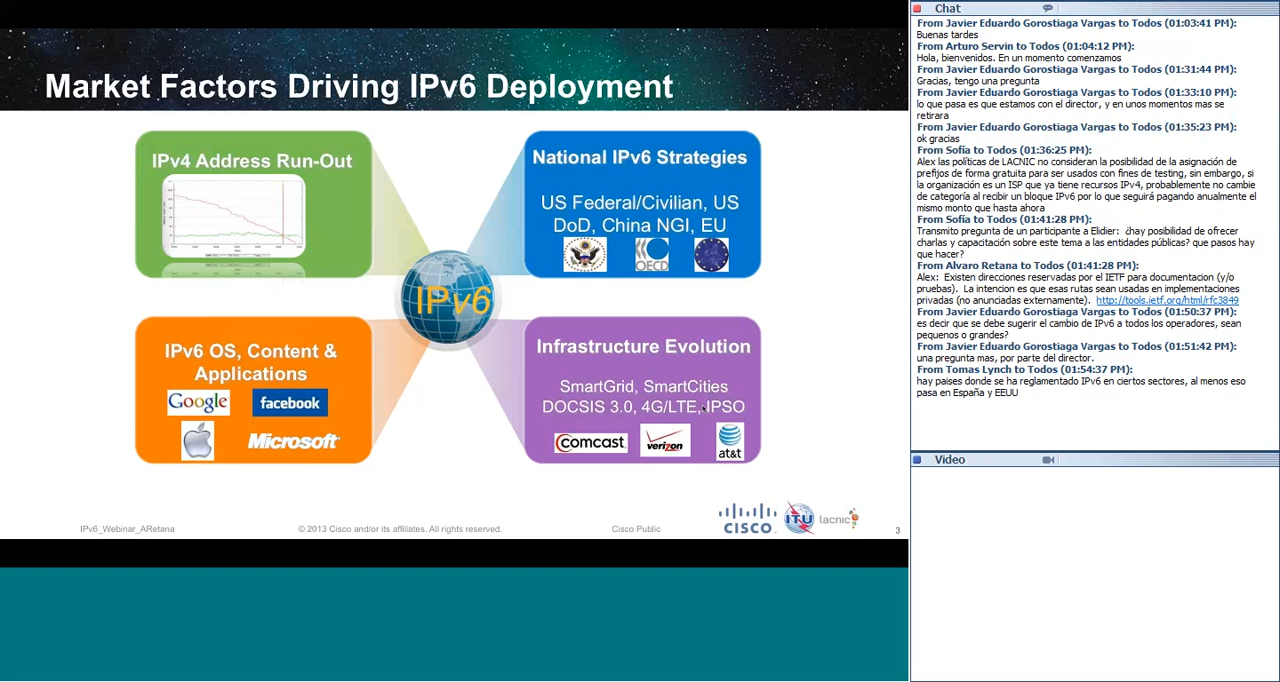 Market Factors Driving IPv6 Deployment
IPv4 Address Run-Out
National IPv6 Strategies
US Federal/Civilian, US
DoD, China NGI, EU
OECD
IPv6
IPv6 OS, Content &
Applications
Google
facebook
Microsoft
Infrastructure Evolution
SmartGrid, SmartCities
DOCSIS 3.0, 4G/LTE, IPSO
comcast
verizon
at&t
IPv6_Webinar_ARetana
© 2013 Cisco and/or its affiliates. All rights reserved.
Cisco Public
CISCO
ITU
lacnic
3
Chat
From Javier Eduardo Gorostiaga Vargas to Todos (01:03:41 PM):
Buenas tardes
From Arturo Servin to Todos (01:04:12 PM):
Hola, bienvenidos. En un momento comenzamos
From Javier Eduardo Gorostiaga Vargas to Todos (01:31:44 PM):
Gracias, tengo una pregunta
From Javier Eduardo Gorostiaga Vargas to Todos (01:33:10 PM):
lo que pasa es que estamos con el director, y en unos momentos mas se
retirara
From Javier Eduardo Gorostiaga Vargas to Todos (01:35:23 PM):
ok gracias
From Sofía to Todos (01:36:25 PM):
Alex las políticas de LACNIC no consideran la posibilidad de la asignación de
prefijos de forma gratuita para ser usados con fines de testing, sin embargo, si
la organización es un ISP que ya tiene recursos IPv4, probablemente no cambie
de categoría al recibir un bloque IPv6 por lo que seguirá pagando anualmente el
mismo monto que hasta ahora
From Sofía to Todos (01:41:28 PM):
Transmito pregunta de un participante a Elidier: ¿hay posibilidad de ofrecer
charlas y capacitación sobre este tema a las entidades públicas? que pasos hay
que hacer?
From Alvaro Retana to Todos (01:41:28 PM):
Alex: Existen direcciones reservadas por el IETF para documentacion (y/o
pruebas). La intencion es que esas rutas sean usadas en implementaciones
privadas (no anunciadas externamente). http://tools.ietf.org/html/rfc3849
From Javier Eduardo Gorostiaga Vargas to Todos (01:50:37 PM):
es decir que se debe sugerir el cambio de IPv6 a todos los operadores, sean
pequenos o grandes?
From Javier Eduardo Gorostiaga Vargas to Todos (01:51:42 PM):
una pregunta mas, por parte del director.
From Tomas Lynch to Todos (01:54:37 PM):
hay paises donde se ha reglamentado IPv6 en ciertos sectores, al menos eso
pasa en España y EEUU
Video